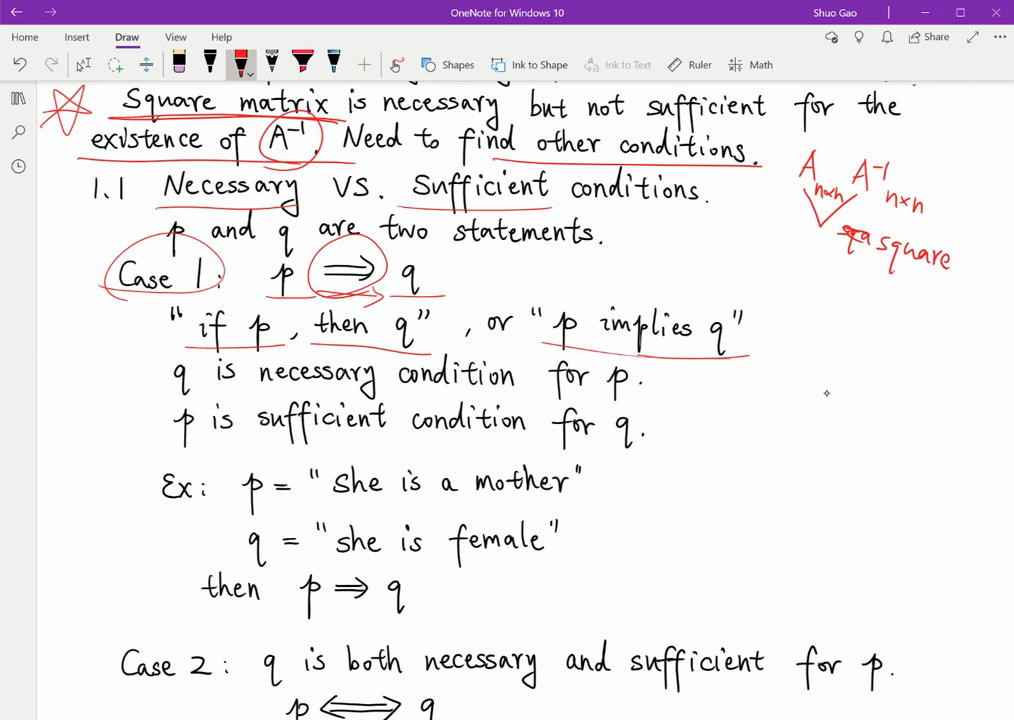 OneNote for Windows 10
Shuo Gao
Home Insert Draw View Help
Share
Shapes Ink to Shape Ink to Text Ruler Math
Square matrix is necessary but not sufficient for the
existence of A⁻¹. Need to find other conditions.
A n×n A⁻¹ n×n
square
1.1 Necessary VS. Sufficient conditions.
p and q are two statements.
Case 1: p ⟹ q
"if p, then q", or "p implies q"
q is necessary condition for p.
p is sufficient condition for q.
Ex: p = "she is a mother"
q = "she is female"
then p ⟹ q
Case 2: q is both necessary and sufficient for p.
p ⟺ q